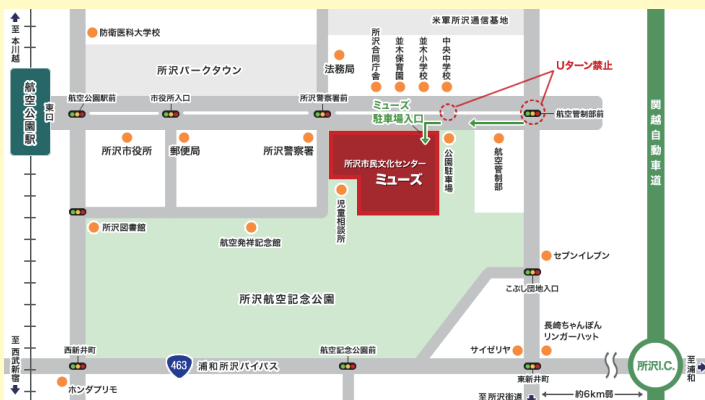 至 本川越
防衛医科大学校
米軍所沢通信基地
所沢パークタウン
法務局
所沢合同庁舎
並木保育園
並木小学校
中央中学校
Uターン禁止
航空公園駅
東口
航空公園駅前
市役所入口
所沢警察署前
ミューズ
駐車場入口
航空管制部前
関越自動車道
所沢市役所
郵便局
所沢警察署
所沢市民文化センター
ミューズ
公園駐車場
航空管制部
児童相談所
所沢図書館
航空発祥記念館
セブンイレブン
こぶし団地入口
所沢航空記念公園
長崎ちゃんぽん
リンガーハット
サイゼリヤ
至 西武新宿
西新井町
463
浦和所沢バイパス
航空記念公園前
東新井町
所沢I.C.
至 浦和
ホンダプリモ
至 所沢街道
約6km弱